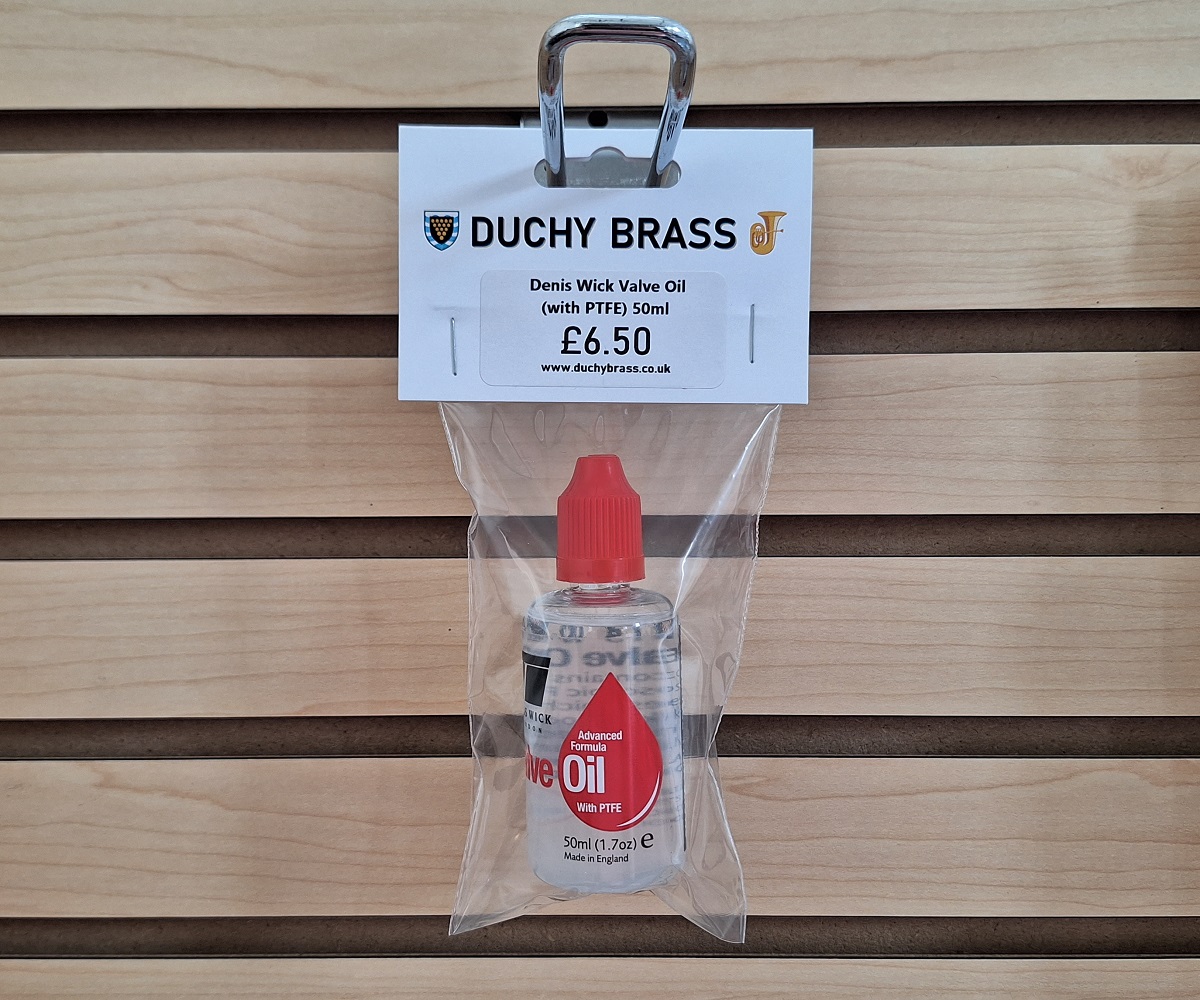 DUCHY BRASS
Denis Wick Valve Oil
(with PTFE) 50ml
£6.50
www.duchybrass.co.uk
WICK
Advanced
Formula
Oil
With PTFE
50ml (1.7oz) e
Made in England